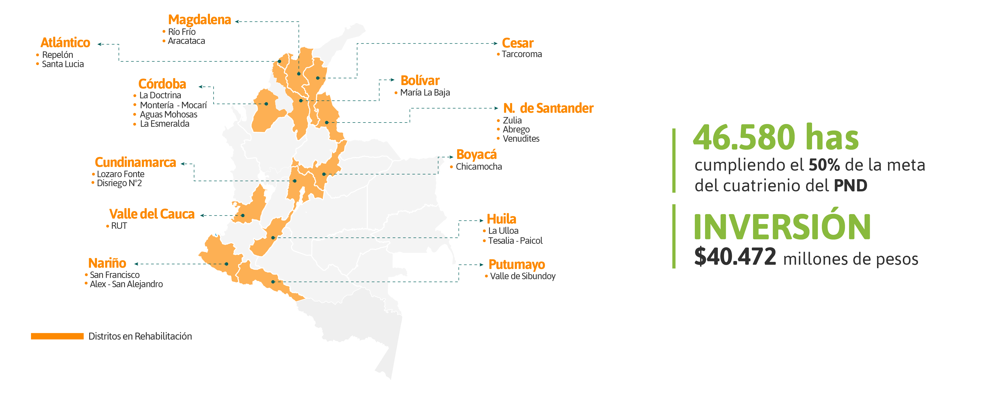 Magdalena
Río Frío
Aracataca
Atlántico
Repelón
Santa Lucia
Córdoba
La Doctrina
Montería - Mocarí
Aguas Mohosas
La Esmeralda
Cundinamarca
Lozaro Fonte
Disriego N°2
Valle del Cauca
RUT
Nariño
San Francisco
Alex - San Alejandro
Cesar
Tarcoroma
Bolívar
María La Baja
N. de Santander
Zulia
Abrego
Venudites
Boyacá
Chicamocha
Huila
La Ulloa
Tesalia - Paicol
Putumayo
Valle de Sibundoy
Distritos en Rehabilitación
46.580 has
cumpliendo el 50% de la meta
del cuatrienio del PND
INVERSIÓN
$40.472 millones de pesos